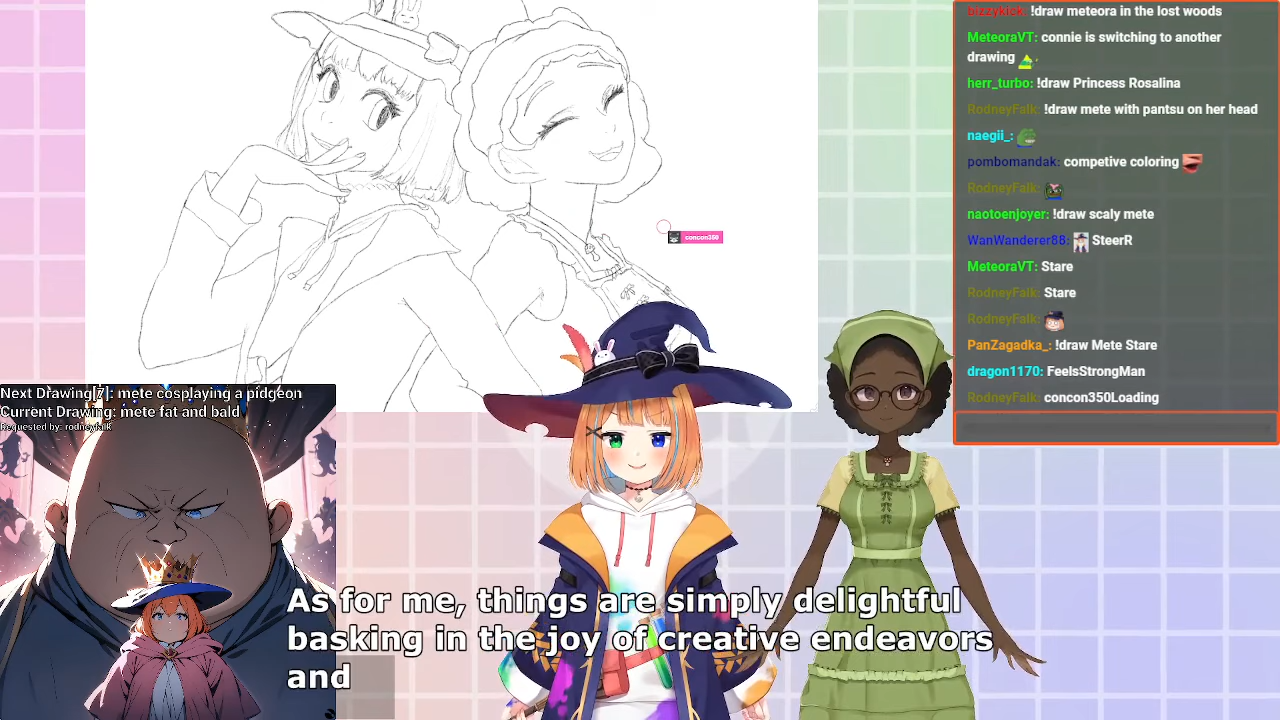 bizzykick: !draw meteora in the lost woods
MeteoraVT: connie is switching to another
drawing
herr_turbo: !draw Princess Rosalina
RodneyFalk: !draw mete with pantsu on her head
naegii_:
pombomandak: competive coloring
RodneyFalk:
naotoenjoyer: !draw scaly mete
WanWanderer88: SteerR
MeteoraVT: Stare
RodneyFalk: Stare
RodneyFalk:
PanZagadka_: !draw Mete Stare
dragon1170: FeelsStrongMan
RodneyFalk: concon350Loading
concon350
Next Drawing[7]: mete cosplaying a pidgeon
Current Drawing: mete fat and bald
Requested by: rodneyfalk
As for me, things are simply delightful
basking in the joy of creative endeavors
and